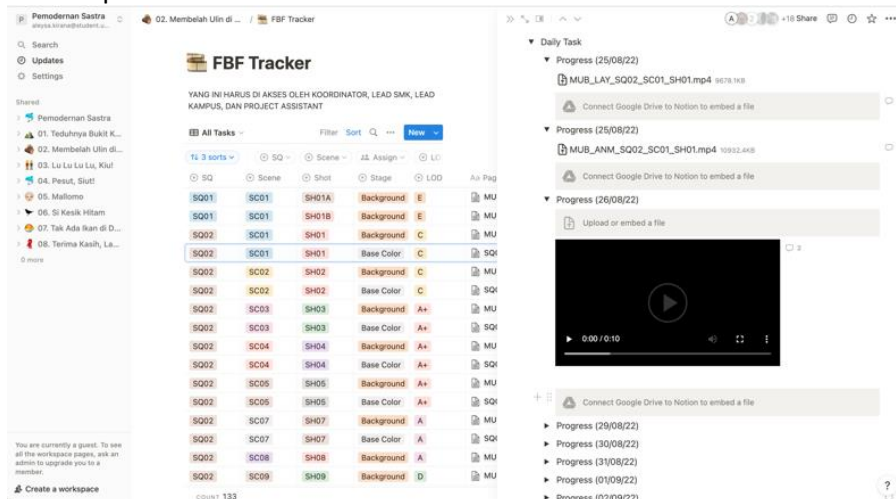 Pemodernan Sastra
Search
Updates
Settings
Shared
Pemodernan Sastra
01. Teduhnya Bukit K...
02. Membelah Ulin di...
03. Lu Lu Lu Lu, Kiu!
04. Pesut, Siut!
05. Mallomo
06. Si Kesik Hitam
07. Tak Ada Ikan di D...
08. Terima Kasih, La...
0 more
You are currently a guest. To see
all the workspace pages, ask an
admin to upgrade you to a
member.
Create a workspace
02. Membelah Ulin di ... / FBF Tracker
FBF Tracker
YANG INI HARUS DI AKSES OLEH KOORDINATOR, LEAD SMK, LEAD
KAMPUS, DAN PROJECT ASSISTANT
All Tasks Filter Sort New
3 sorts SQ Scene Assign LO
SQ Scene Shot Stage LOD Aa Pag
SQ01 SC01 SH01A Background E MU
SQ01 SC01 SH01B Background E MU
SQ02 SC01 SH01 Background C MU
SQ02 SC01 SH01 Base Color C SQ
SQ02 SC02 SH02 Background C MU
SQ02 SC02 SH02 Base Color C SQ
SQ02 SC03 SH03 Background A+ MU
SQ02 SC03 SH03 Base Color A+ SQ
SQ02 SC04 SH04 Background A+ MU
SQ02 SC04 SH04 Base Color A+ SQ
SQ02 SC05 SH05 Background A+ MU
SQ02 SC05 SH05 Base Color A+ SQ
SQ02 SC07 SH07 Background A MU
SQ02 SC07 SH07 Base Color A SQ
SQ02 SC08 SH08 Background A MU
SQ02 SC09 SH09 Background D MU
COUNT 133
A +18 Share
Daily Task
Progress (25/08/22)
MUB_LAY_SQ02_SC01_SH01.mp4 9678.1KB
Connect Google Drive to Notion to embed a file
Progress (25/08/22)
MUB_ANM_SQ02_SC01_SH01.mp4
Connect Google Drive to Notion to embed a file
Progress (26/08/22)
Upload or embed a file
0:00 / 0:10
Connect Google Drive to Notion to embed a file
Progress (29/08/22)
Progress (30/08/22)
Progress (31/08/22)
Progress (01/09/22)
Progress (02/09/22)
?